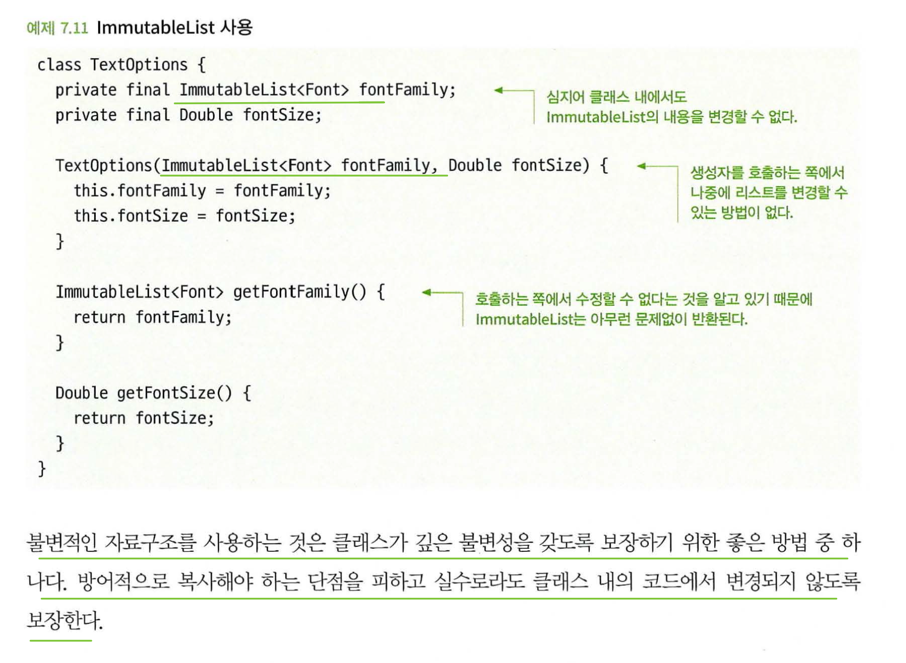 예제 7.11 ImmutableList 사용
class TextOptions {
private final ImmutableList<Font> fontFamily;
private final Double fontSize;
심지어 클래스 내에서도
ImmutableList의 내용을 변경할 수 없다.
TextOptions(ImmutableList<Font> fontFamily, Double fontSize) {
this.fontFamily = fontFamily;
this.fontSize = fontSize;
}
생성자를 호출하는 쪽에서
나중에 리스트를 변경할 수
있는 방법이 없다.
ImmutableList<Font> getFontFamily() {
return fontFamily;
}
호출하는 쪽에서 수정할 수 없다는 것을 알고 있기 때문에
ImmutableList는 아무런 문제없이 반환된다.
Double getFontSize() {
return fontSize;
}
}
불변적인 자료구조를 사용하는 것은 클래스가 깊은 불변성을 갖도록 보장하기 위한 좋은 방법 중 하
나다. 방어적으로 복사해야 하는 단점을 피하고 실수로라도 클래스 내의 코드에서 변경되지 않도록
보장한다.